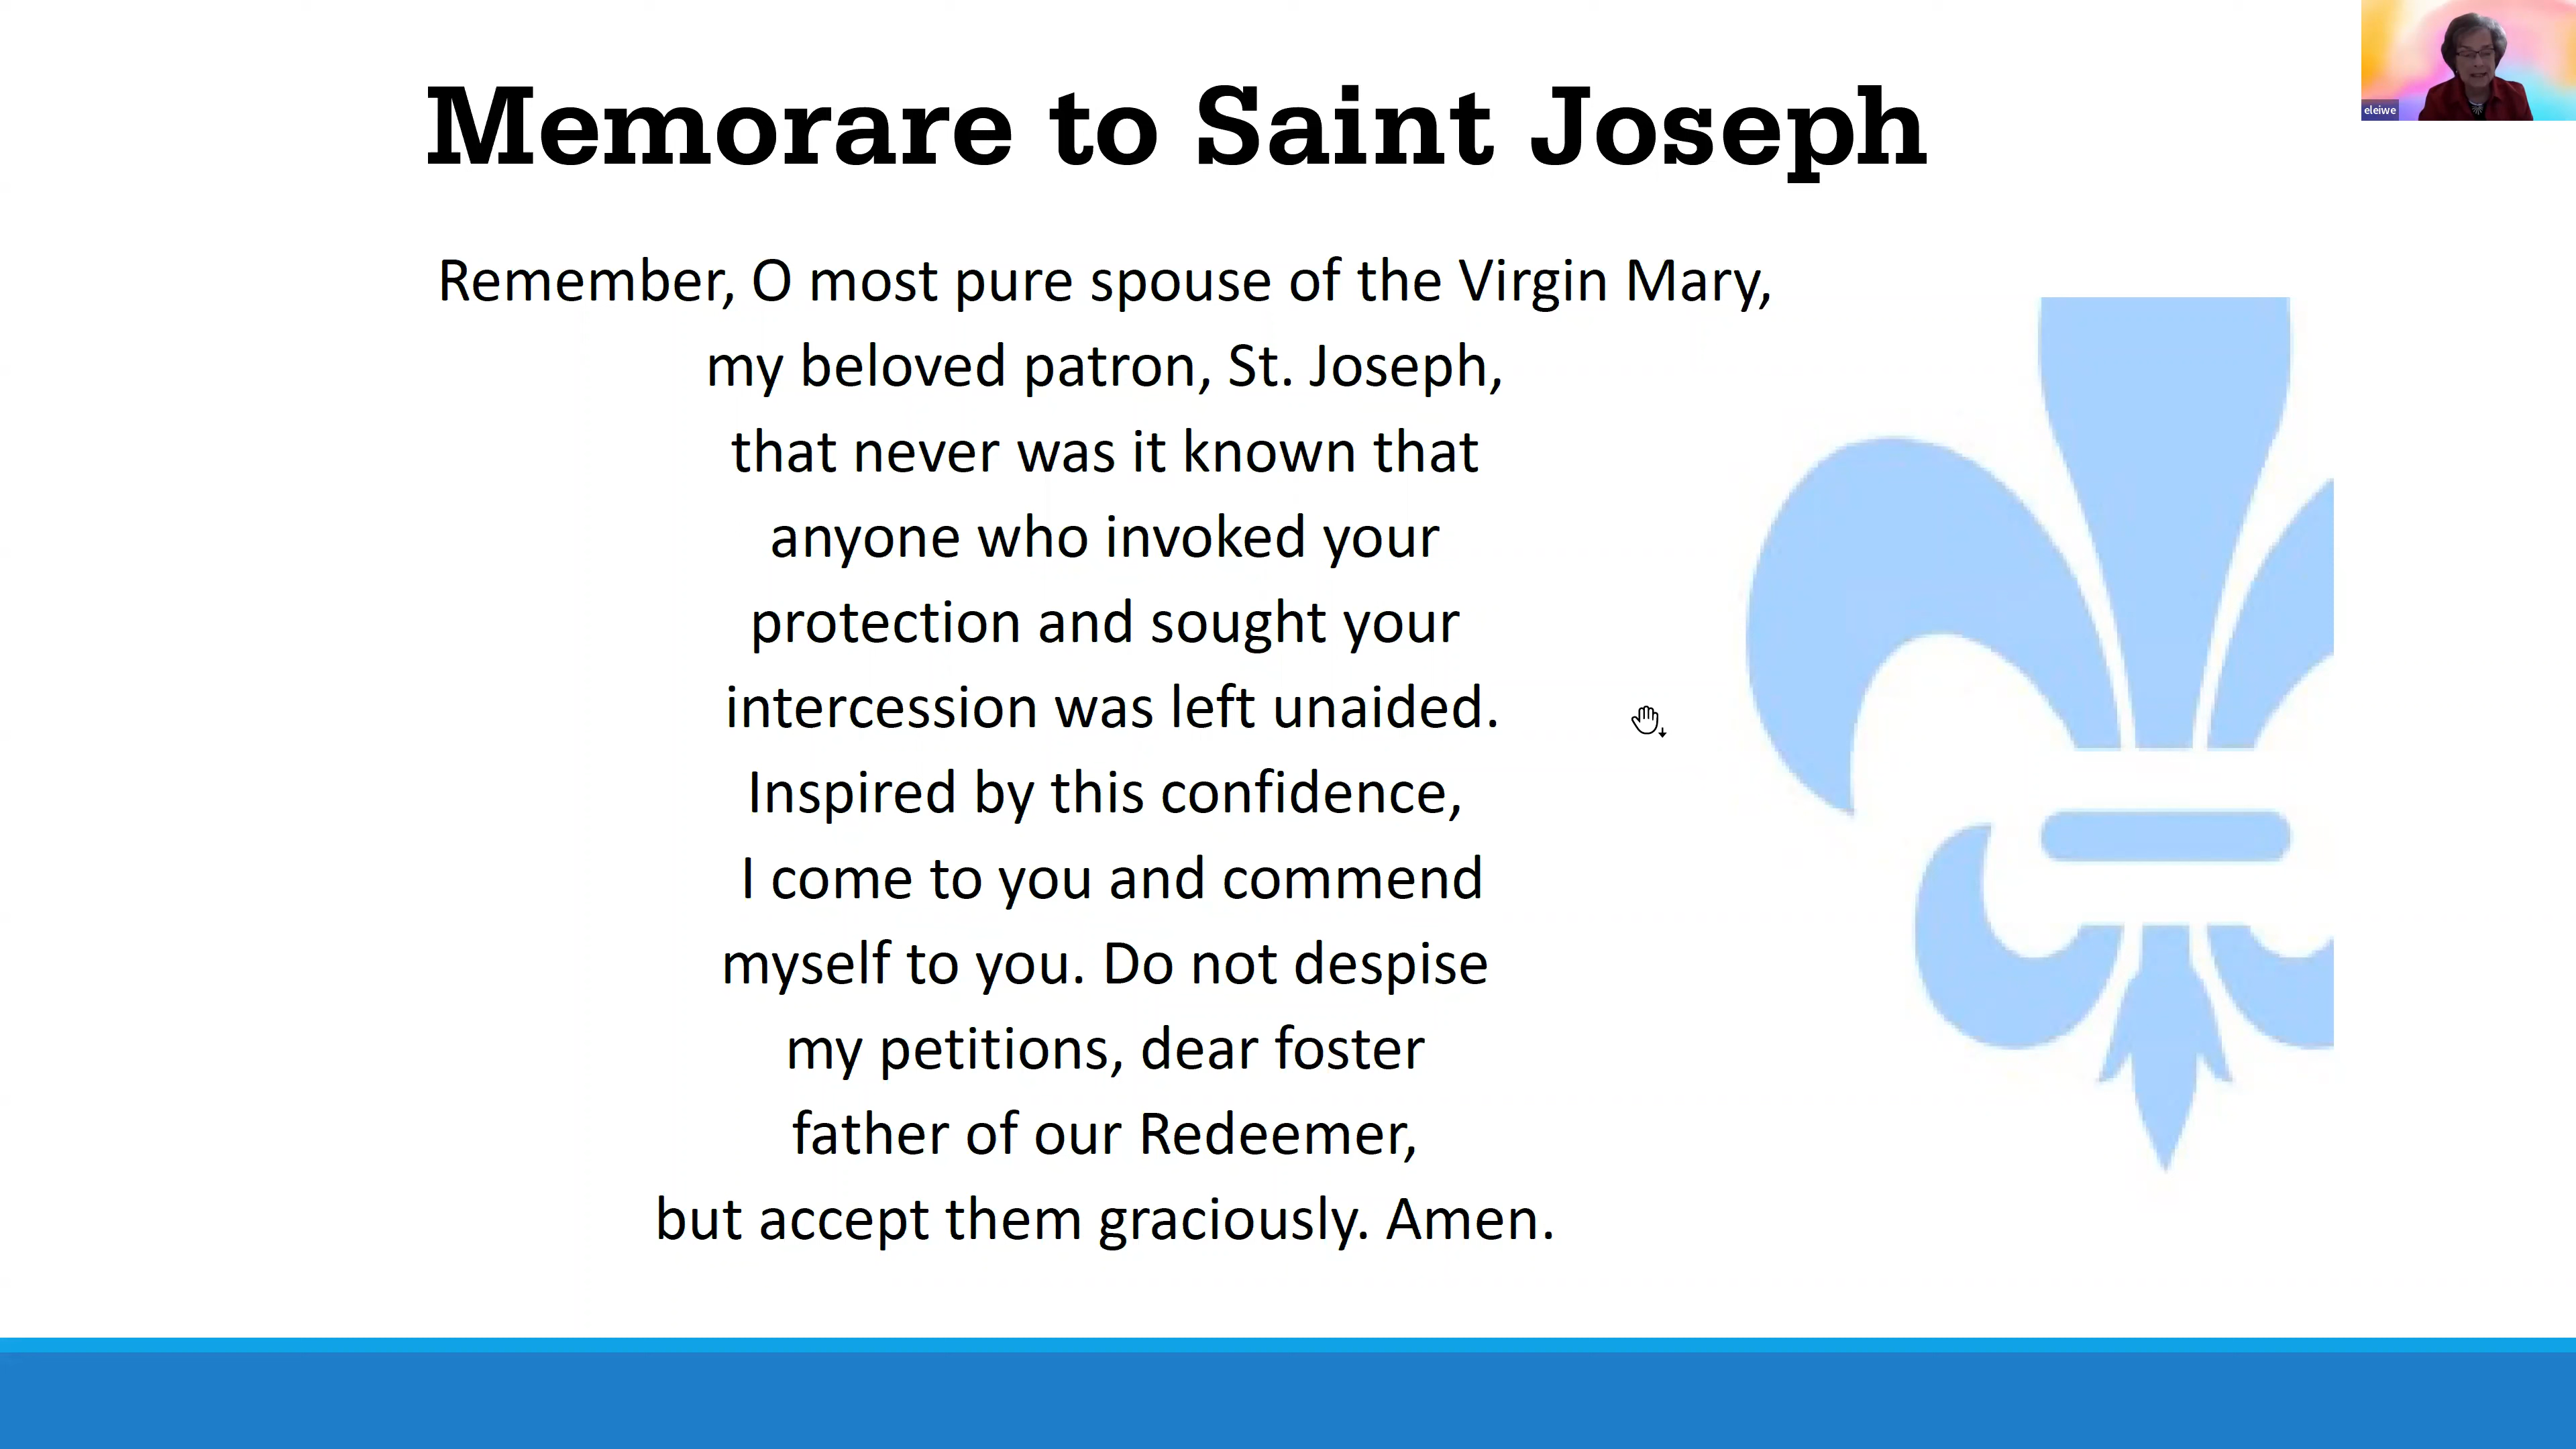 Memorare to Saint Joseph
eleiwe
Remember, O most pure spouse of the Virgin Mary,
my beloved patron, St. Joseph,
that never was it known that
anyone who invoked your
protection and sought your
intercession was left unaided.
Inspired by this confidence,
I come to you and commend
myself to you. Do not despise
my petitions, dear foster
father of our Redeemer,
but accept them graciously. Amen.